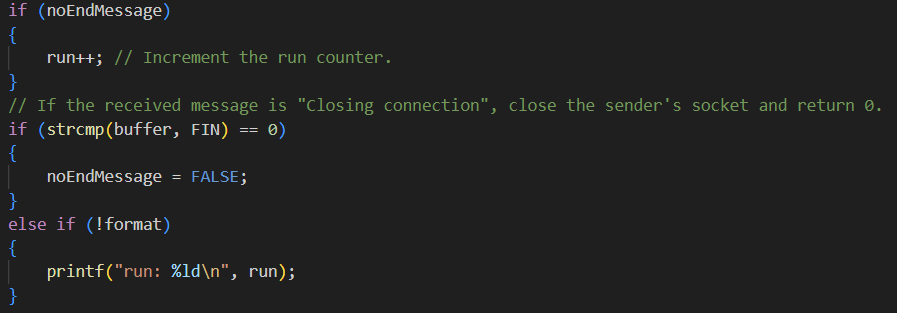 if (noEndMessage)
{
    run++; // Increment the run counter.
}
// If the received message is "Closing connection", close the sender's socket and return 0.
if (strcmp(buffer, FIN) == 0)
{
    noEndMessage = FALSE;
}
else if (!format)
{
    printf("run: %ld\n", run);
}